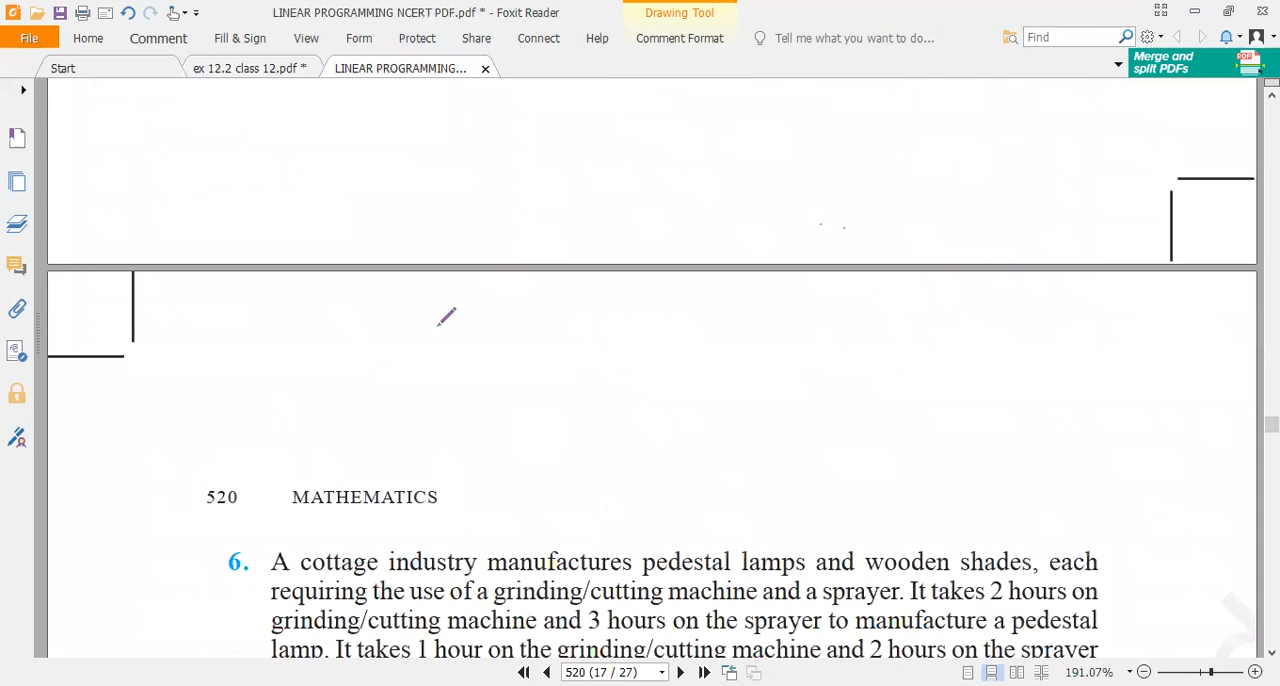 LINEAR PROGRAMMING NCERT PDF.pdf * - Foxit Reader
Drawing Tool
File
Home
Comment
Fill & Sign
View
Form
Protect
Share
Connect
Help
Comment Format
Tell me what you want to do...
Find
Start
ex 12.2 class 12.pdf *
LINEAR PROGRAMMING...
Merge and
split PDFs
520 MATHEMATICS
6. A cottage industry manufactures pedestal lamps and wooden shades, each
requiring the use of a grinding/cutting machine and a sprayer. It takes 2 hours on
grinding/cutting machine and 3 hours on the sprayer to manufacture a pedestal
lamp. It takes 1 hour on the grinding/cutting machine and 2 hours on the sprayer
520 (17 / 27)
191.07%